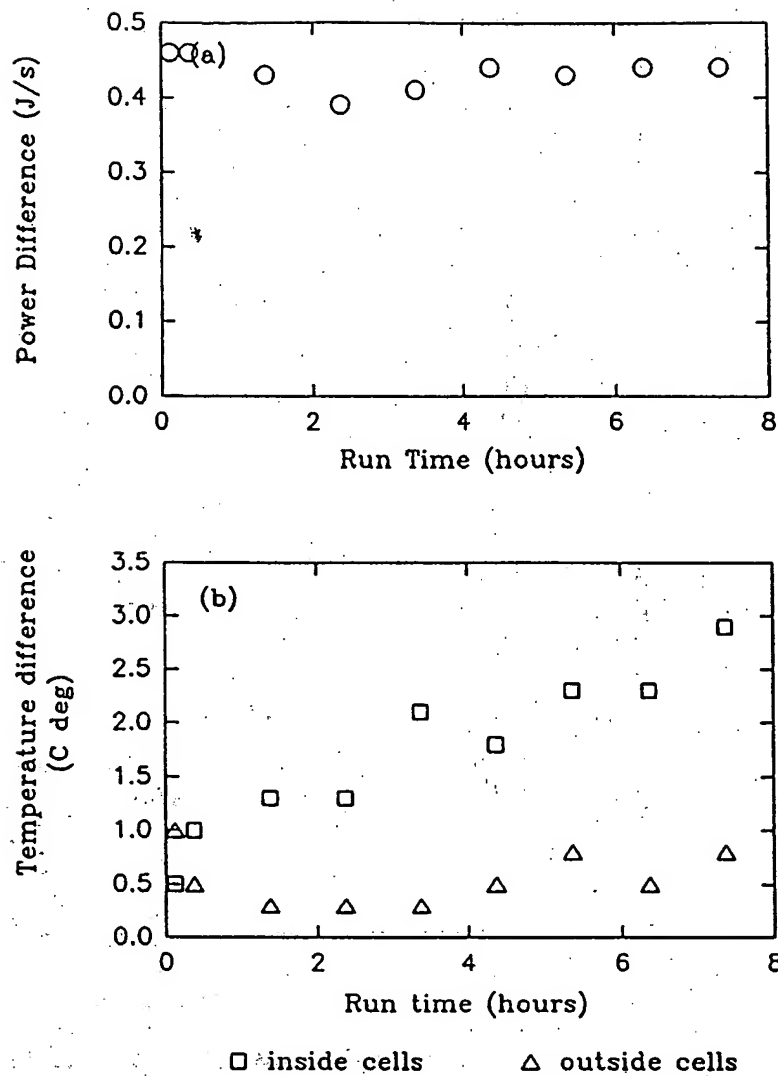 0.5
(a)
0.4
0.3
0.2
0.1
0.0
Power Difference (J/s)
0 2 4 6 8
Run Time (hours)
3.5
(b)
3.0
2.5
2.0
1.5
1.0
0.5
0.0
Temperature difference
(C deg)
0 2 4 6 8
Run time (hours)
inside cells outside cells